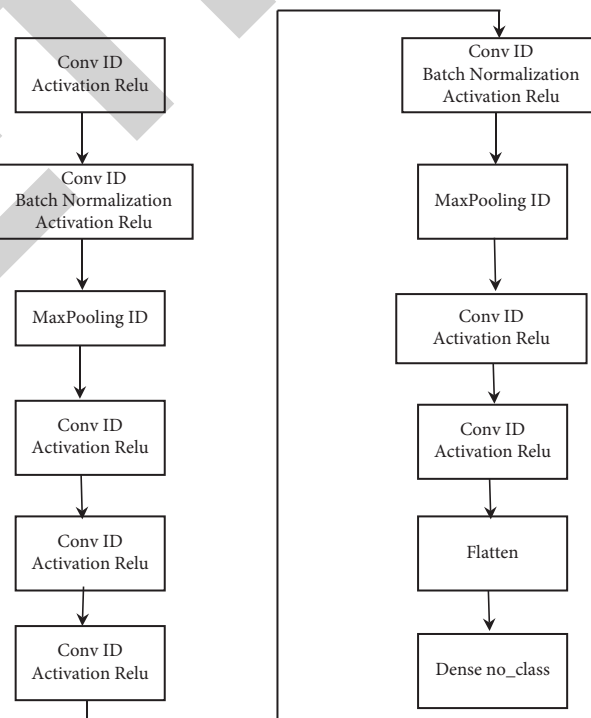 Conv ID
Activation Relu
Conv ID
Batch Normalization
Activation Relu
MaxPooling ID
Conv ID
Activation Relu
Conv ID
Activation Relu
Conv ID
Activation Relu
Conv ID
Batch Normalization
Activation Relu
MaxPooling ID
Conv ID
Activation Relu
Conv ID
Activation Relu
Flatten
Dense no_class